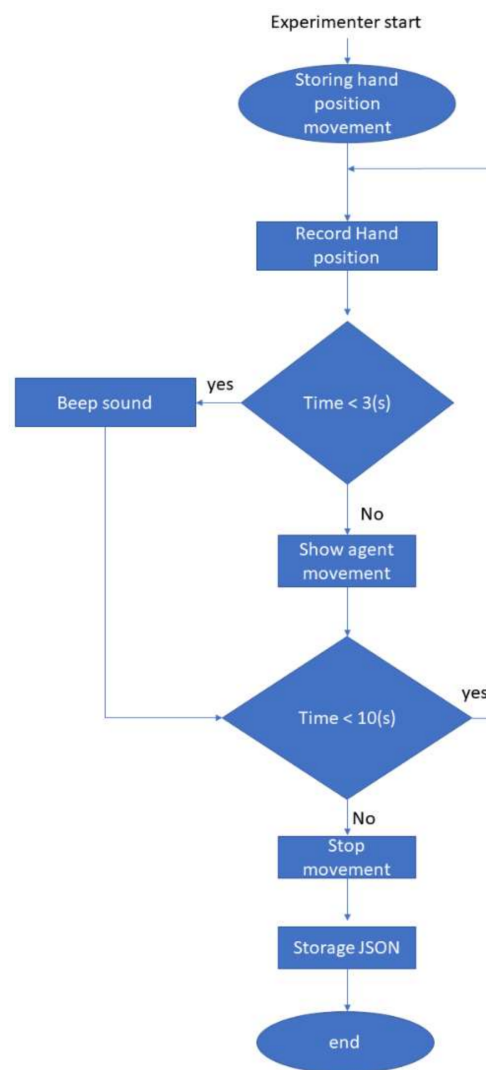 Experimenter start
Storing hand
position
movement
Record Hand
position
yes
Beep sound
Time < 3(s)
No
Show agent
movement
yes
Time < 10(s)
No
Stop
movement
Storage JSON
end